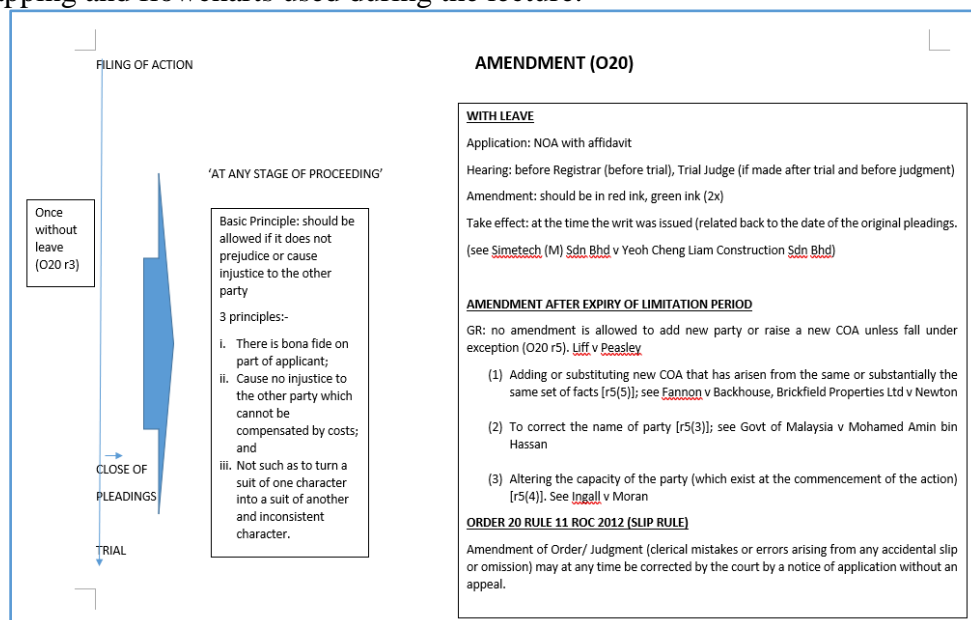 pping and flowcharts used during the lecture.
FILING OF ACTION
AMENDMENT (O20)
Once
without
leave
(O20 r3)
'AT ANY STAGE OF PROCEEDING'
Basic Principle: should be
allowed if it does not
prejudice or cause
injustice to the other
party
3 principles:-
i. There is bona fide on
part of applicant;
ii. Cause no injustice to
the other party which
cannot be
compensated by costs;
and
iii. Not such as to turn a
suit of one character
into a suit of another
and inconsistent
character.
CLOSE OF
PLEADINGS
TRIAL
WITH LEAVE
Application: NOA with affidavit
Hearing: before Registrar (before trial), Trial Judge (if made after trial and before judgment)
Amendment: should be in red ink, green ink (2x)
Take effect: at the time the writ was issued (related back to the date of the original pleadings.
(see Simetech (M) Sdn Bhd v Yeoh Cheng Liam Construction Sdn Bhd)
AMENDMENT AFTER EXPIRY OF LIMITATION PERIOD
GR: no amendment is allowed to add new party or raise a new COA unless fall under
exception (O20 r5). Liff v Peasley
(1) Adding or substituting new COA that has arisen from the same or substantially the
same set of facts [r5(5)]; see Fannon v Backhouse, Brickfield Properties Ltd v Newton
(2) To correct the name of party [r5(3)]; see Govt of Malaysia v Mohamed Amin bin
Hassan
(3) Altering the capacity of the party (which exist at the commencement of the action)
[r5(4)]. See Ingall v Moran
ORDER 20 RULE 11 ROC 2012 (SLIP RULE)
Amendment of Order/ Judgment (clerical mistakes or errors arising from any accidental slip
or omission) may at any time be corrected by the court by a notice of application without an
appeal.